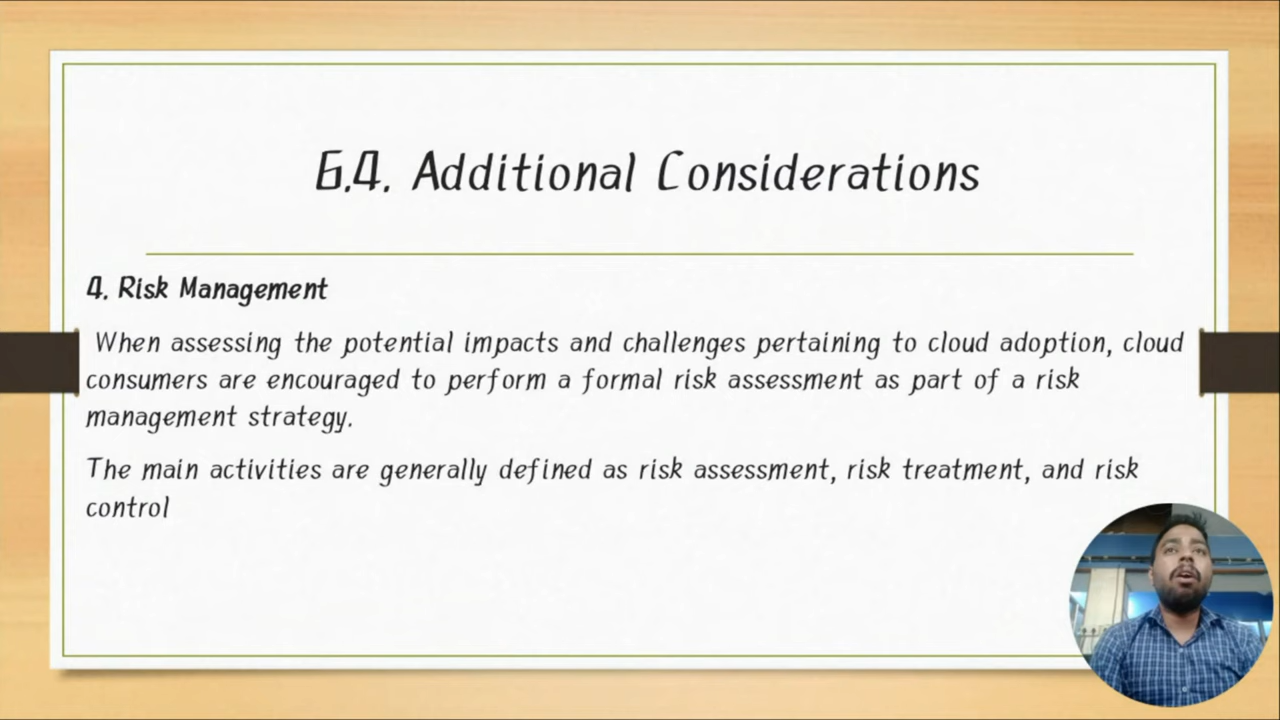 6.4. Additional Considerations
4. Risk Management
When assessing the potential impacts and challenges pertaining to cloud adoption, cloud
consumers are encouraged to perform a formal risk assessment as part of a risk
management strategy.
The main activities are generally defined as risk assessment, risk treatment, and risk
control